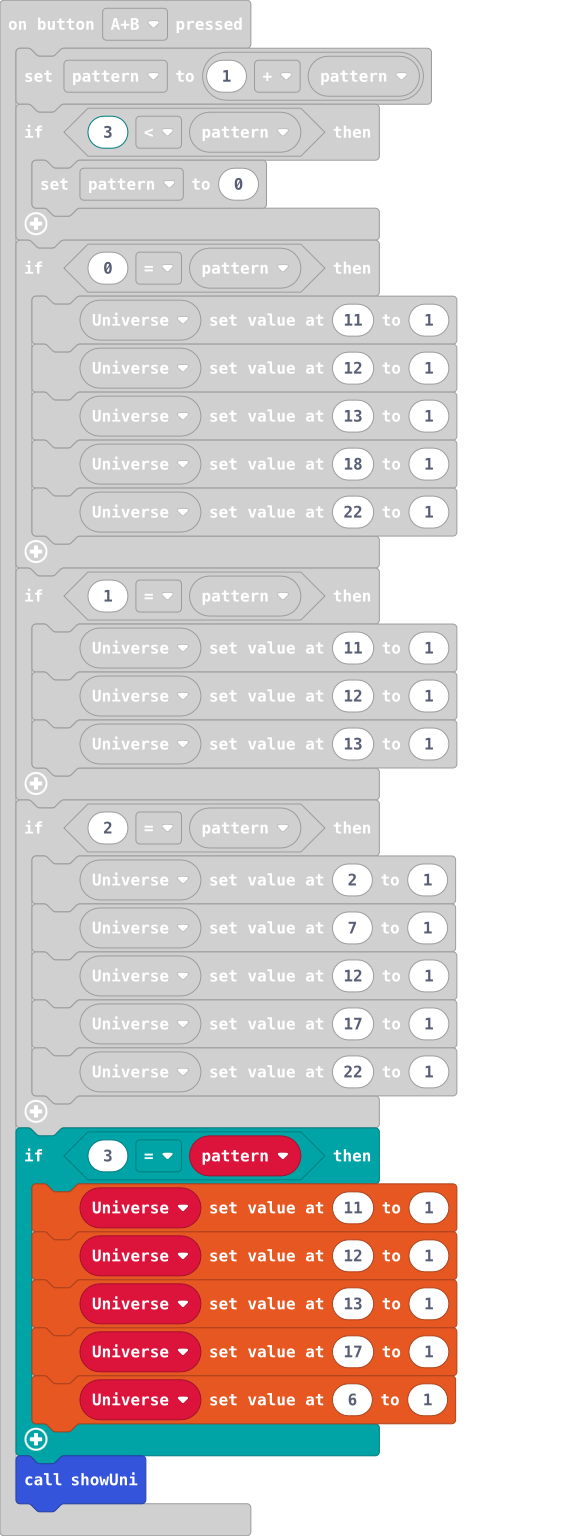 on button A+B pressed
set pattern to 1 + pattern
if 3 < pattern then
set pattern to 0
if 0 = pattern then
Universe set value at 11 to 1
Universe set value at 12 to 1
Universe set value at 13 to 1
Universe set value at 18 to 1
Universe set value at 22 to 1
if 1 = pattern then
Universe set value at 11 to 1
Universe set value at 12 to 1
Universe set value at 13 to 1
if 2 = pattern then
Universe set value at 2 to 1
Universe set value at 7 to 1
Universe set value at 12 to 1
Universe set value at 17 to 1
Universe set value at 22 to 1
if 3 = pattern then
Universe set value at 11 to 1
Universe set value at 12 to 1
Universe set value at 13 to 1
Universe set value at 17 to 1
Universe set value at 6 to 1
call showUni